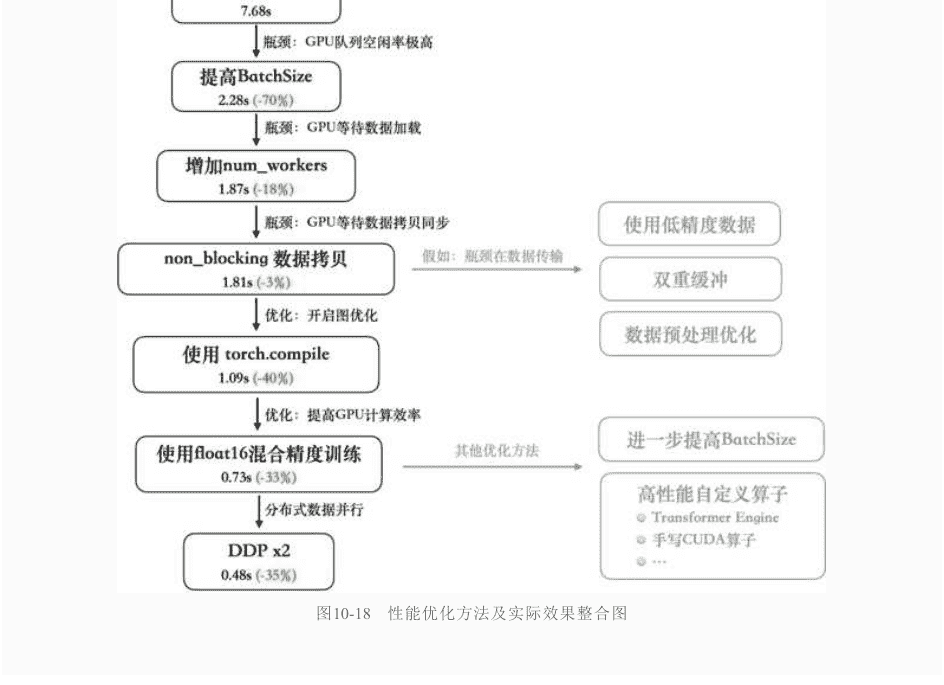 7.68s
瓶颈：GPU队列空闲率极高
提高BatchSize
2.28s (-70%)
瓶颈：GPU等待数据加载
增加num_workers
1.87s (-18%)
瓶颈：GPU等待数据拷贝同步
non_blocking 数据拷贝
1.81s (-3%)
假如：瓶颈在数据传输
使用低精度数据
双重缓冲
数据预处理优化
优化：开启图优化
使用 torch.compile
1.09s (-40%)
优化：提高GPU计算效率
使用float16混合精度训练
0.73s (-33%)
其他优化方法
进一步提高BatchSize
高性能自定义算子
Transformer Engine
手写CUDA算子
…
分布式数据并行
DDP x2
0.48s (-35%)
图10-18 性能优化方法及实际效果整合图